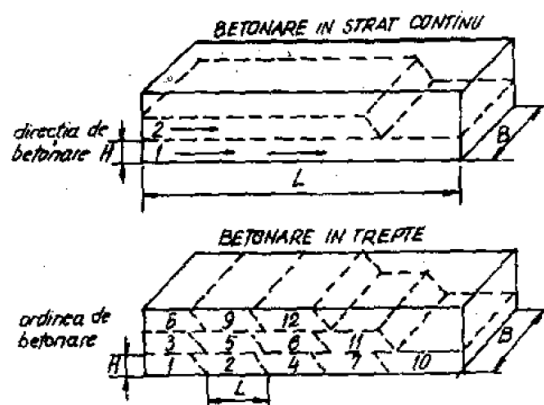 BETONARE IN STRAT CONTINU
direcția de
betonare
H
2
1
L
B
BETONARE IN TREPTE
ordinea de
betonare
6 9 12
3 5 8 11
1 2 4 7 10
H
L
B